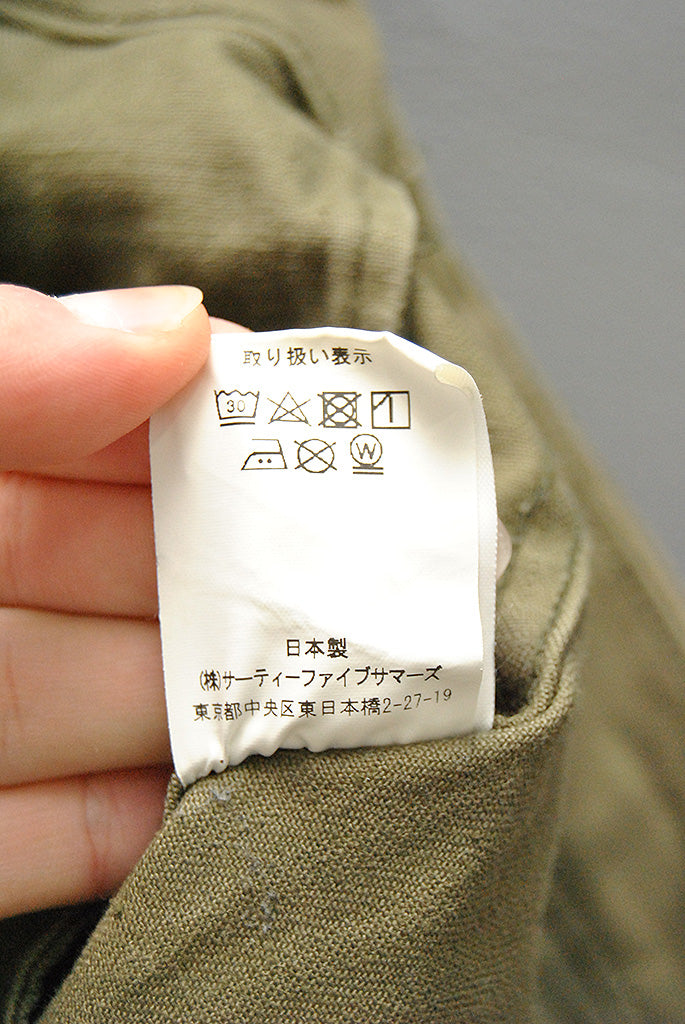 取り扱い表示
30
W
日本製
(株)サーティーファイブサマーズ
東京都中央区東日本橋2-27-19